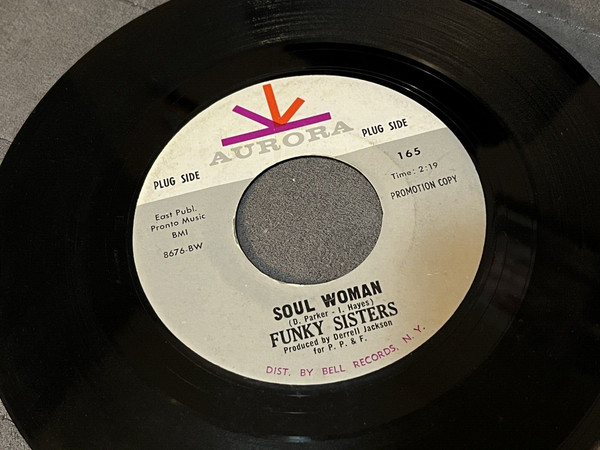 AURORA
PLUG SIDE
PLUG SIDE
165
Time: 2:19
PROMOTION COPY
East Publ.
Pronto Music
BMI
8676-BW
SOUL WOMAN
(D. Parker - I. Hayes)
FUNKY SISTERS
Produced by Derrell Jackson
for P. P. & F.
DIST. BY BELL RECORDS, N. Y.